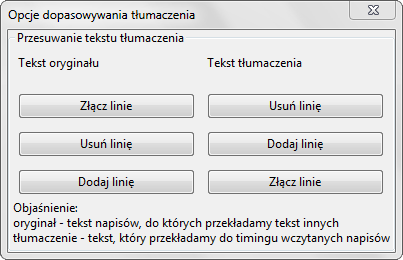 Opcje dopasowywania tłumaczenia
Przesuwanie tekstu tłumaczenia
Tekst oryginału Tekst tłumaczenia
Złącz linie Usuń linię
Usuń linię Dodaj linię
Dodaj linię Złącz linie
Objaśnienie:
oryginał - tekst napisów, do których przekładamy tekst innych
tłumaczenie - tekst, który przekładamy do timingu wczytanych napisów